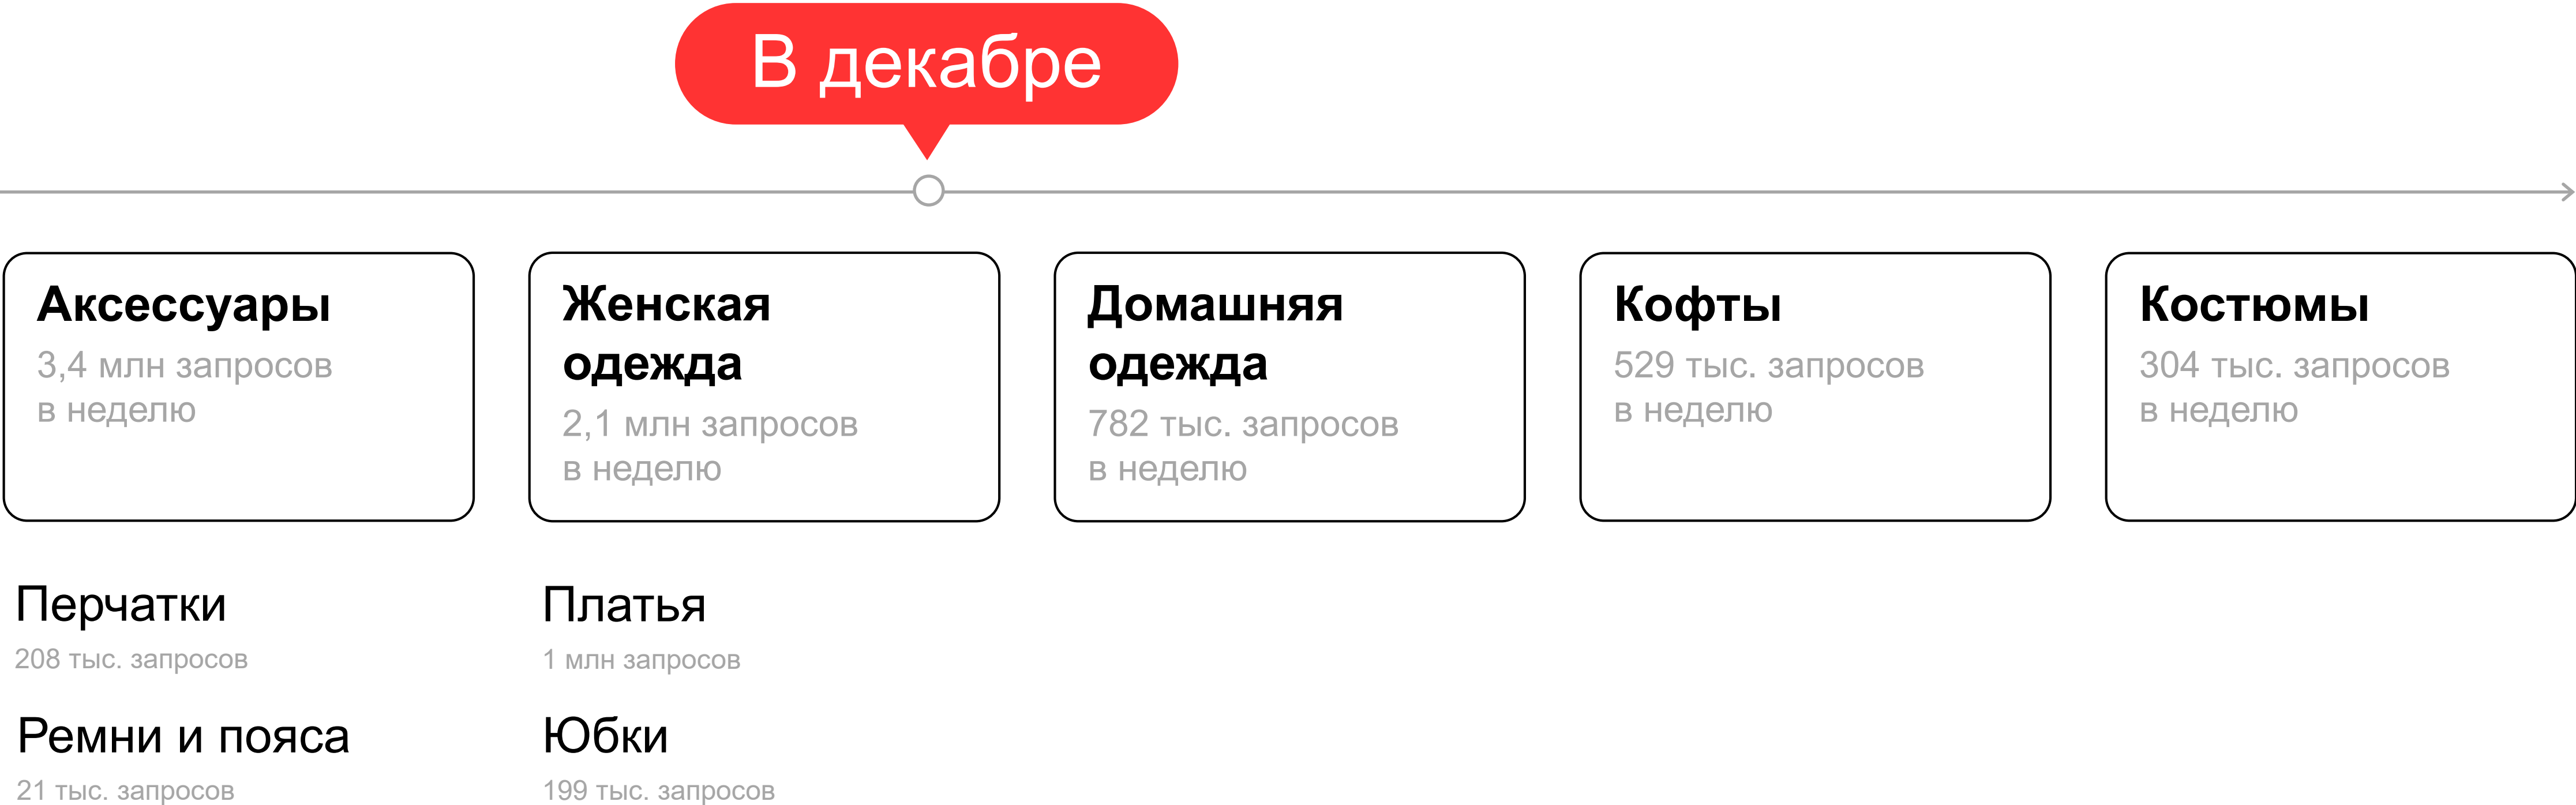 В декабре
Аксессуары
3,4 млн запросов
в неделю
Женская
одежда
2,1 млн запросов
в неделю
Домашняя
одежда
782 тыс. запросов
в неделю
Кофты
529 тыс. запросов
в неделю
Костюмы
304 тыс. запросов
в неделю
Перчатки
208 тыс. запросов
Ремни и пояса
21 тыс. запросов
Платья
1 млн запросов
Юбки
199 тыс. запросов